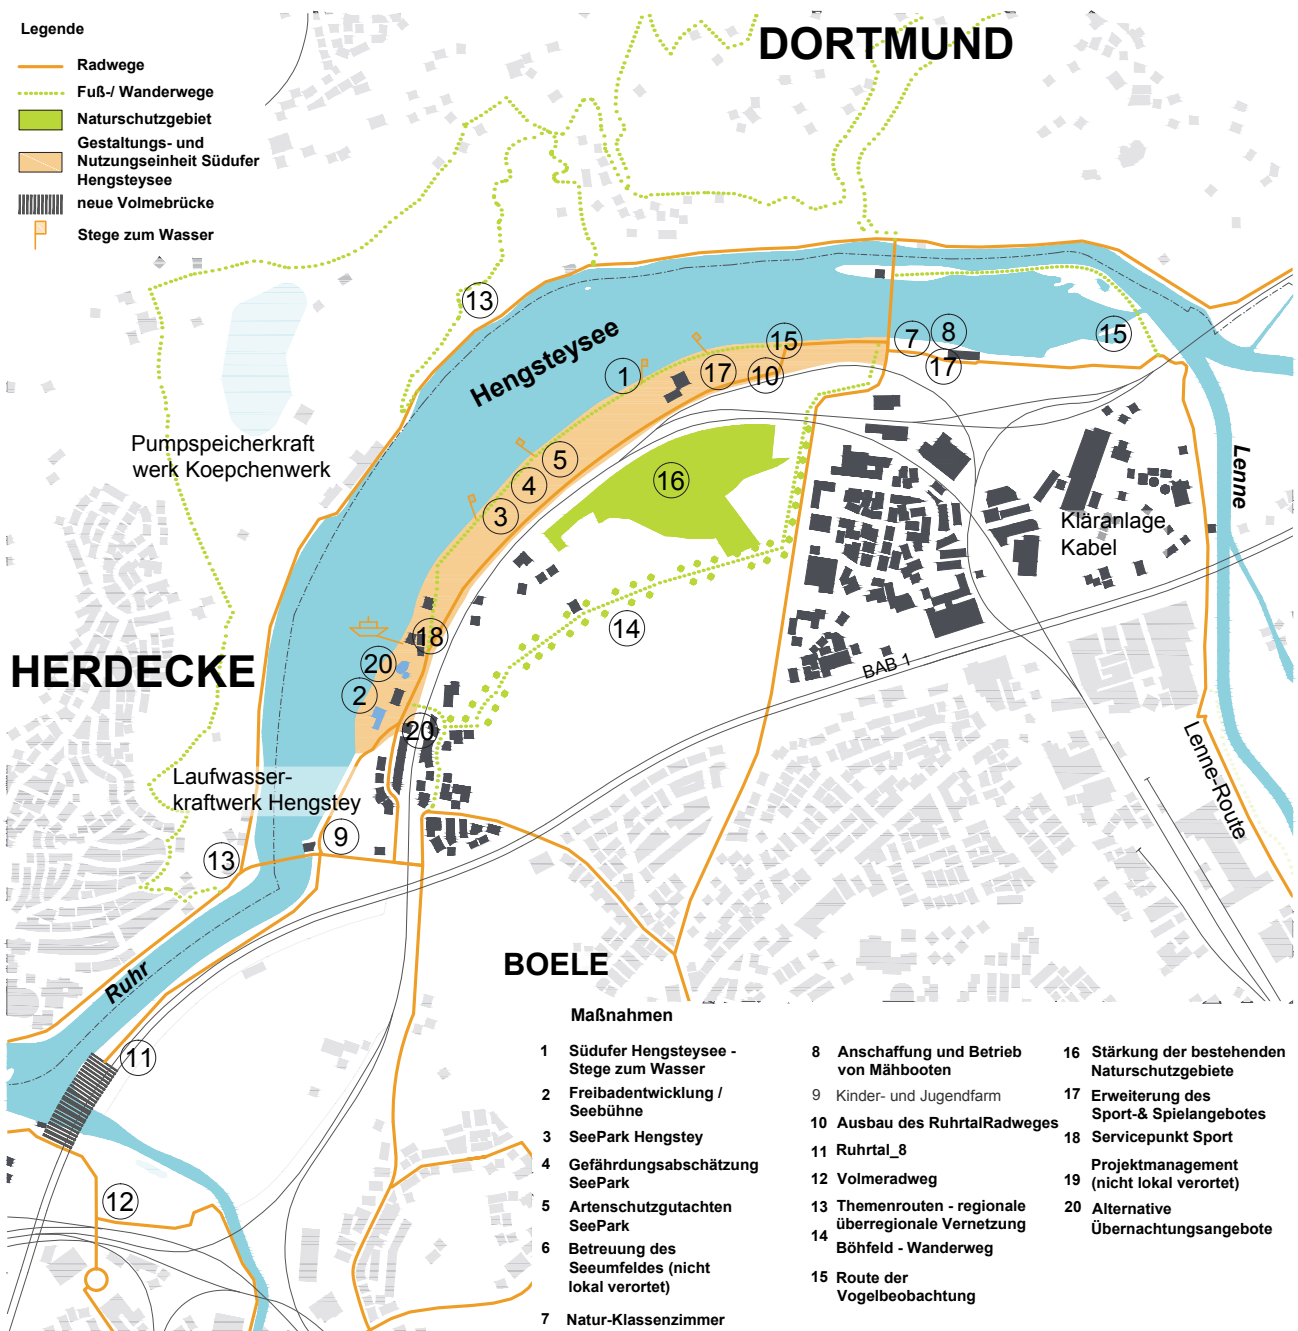 Legende
Radwege
Fuß-/ Wanderwege
Naturschutzgebiet
Gestaltungs- und
Nutzungseinheit Südufer
Hengsteysee
neue Volmebrücke
Stege zum Wasser
DORTMUND
13
Hengsteysee
15
7
8
15
1
17
10
17
Pumpspeicherkraft
werk Koepchenwerk
5
4
16
3
Lenne
Kläranlage
Kabel
14
18
HERDECKE
20
2
BAB 1
20
Lenne-Route
Laufwasser-
kraftwerk Hengstey
9
13
Ruhr
BOELE
11
12
Maßnahmen
1 Südufer Hengsteysee -
Stege zum Wasser
2 Freibadentwicklung /
Seebühne
3 SeePark Hengstey
4 Gefährdungsabschätzung
SeePark
5 Artenschutzgutachten
SeePark
6 Betreuung des
Seeumfeldes (nicht
lokal verortet)
7 Natur-Klassenzimmer
8 Anschaffung und Betrieb
von Mähbooten
9 Kinder- und Jugendfarm
10 Ausbau des RuhrtalRadweges
11 Ruhrtal_8
12 Volmeradweg
13 Themenrouten - regionale
überregionale Vernetzung
14 Böhfeld - Wanderweg
15 Route der
Vogelbeobachtung
16 Stärkung der bestehenden
Naturschutzgebiete
17 Erweiterung des
Sport-& Spielangebotes
18 Servicepunkt Sport
19 Projektmanagement
(nicht lokal verortet)
20 Alternative
Übernachtungsangebote